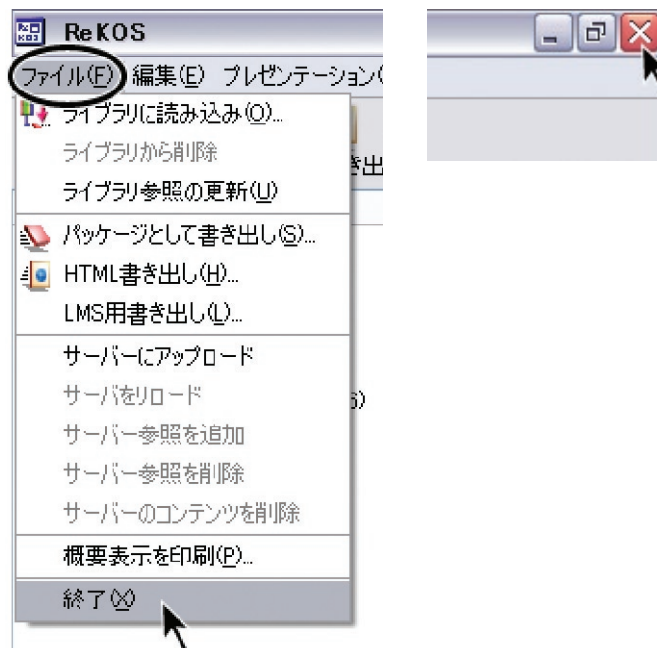 ReKOS
ファイル(F) 編集(E) プレゼンテーション(
ライブラリに読み込み(O)...
ライブラリから削除
き出
ライブラリ参照の更新(U)
パッケージとして書き出し(S)...
HTML書き出し(H)...
LMS用書き出し(L)...
サーバーにアップロード
サーバをリロード
6)
サーバー参照を追加
サーバー参照を削除
サーバーのコンテンツを削除
概要表示を印刷(P)...
終了(X)